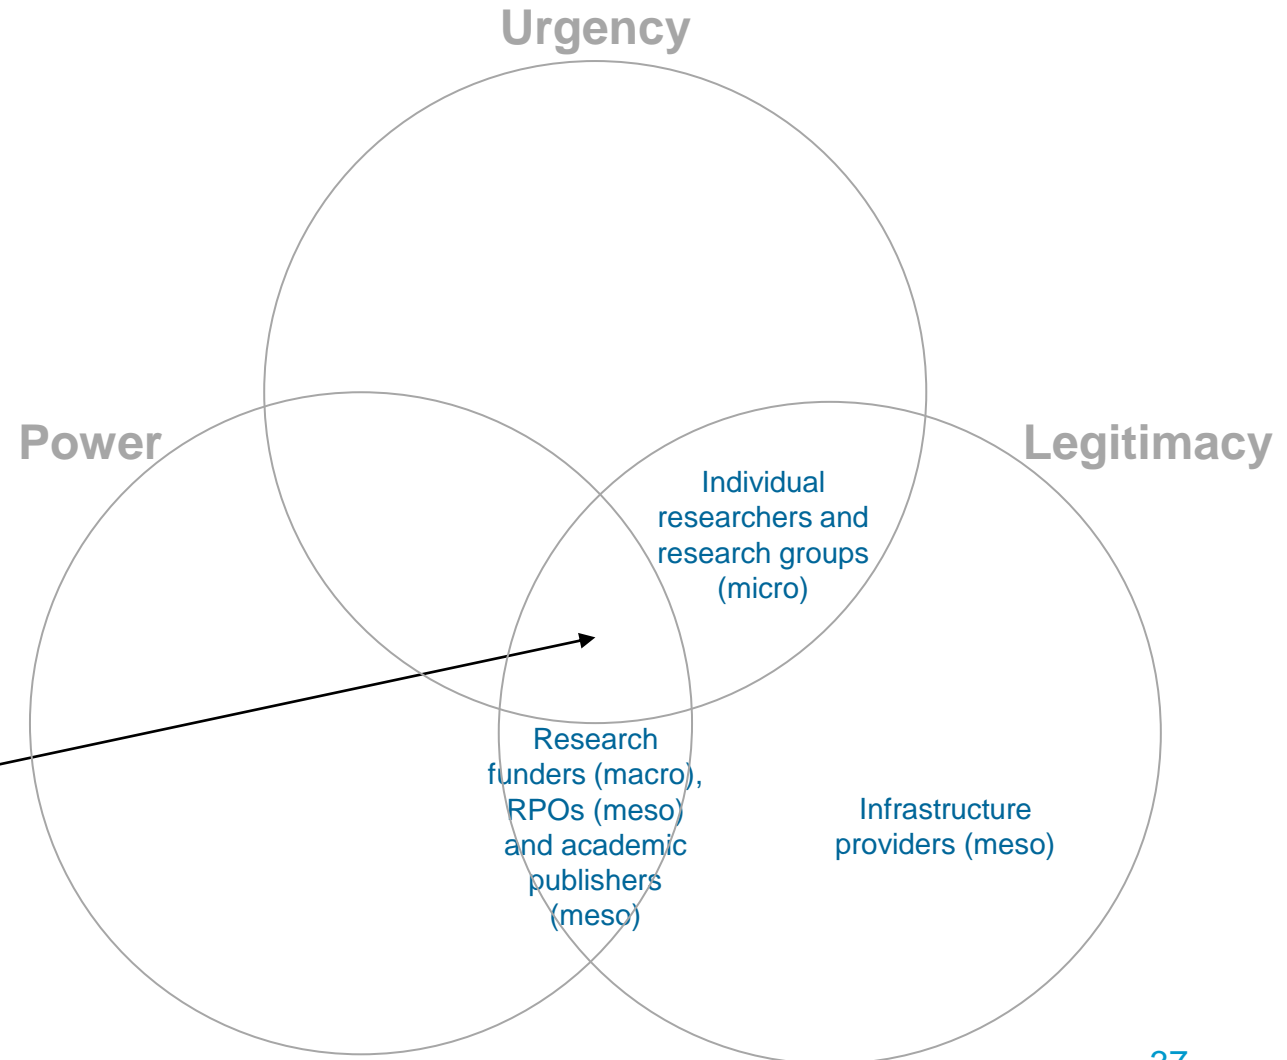 Urgency
Power
Legitimacy
Individual
researchers and
research groups
(micro)
Research
funders (macro),
RPOs (meso)
and academic
publishers
(meso)
Infrastructure
providers (meso)